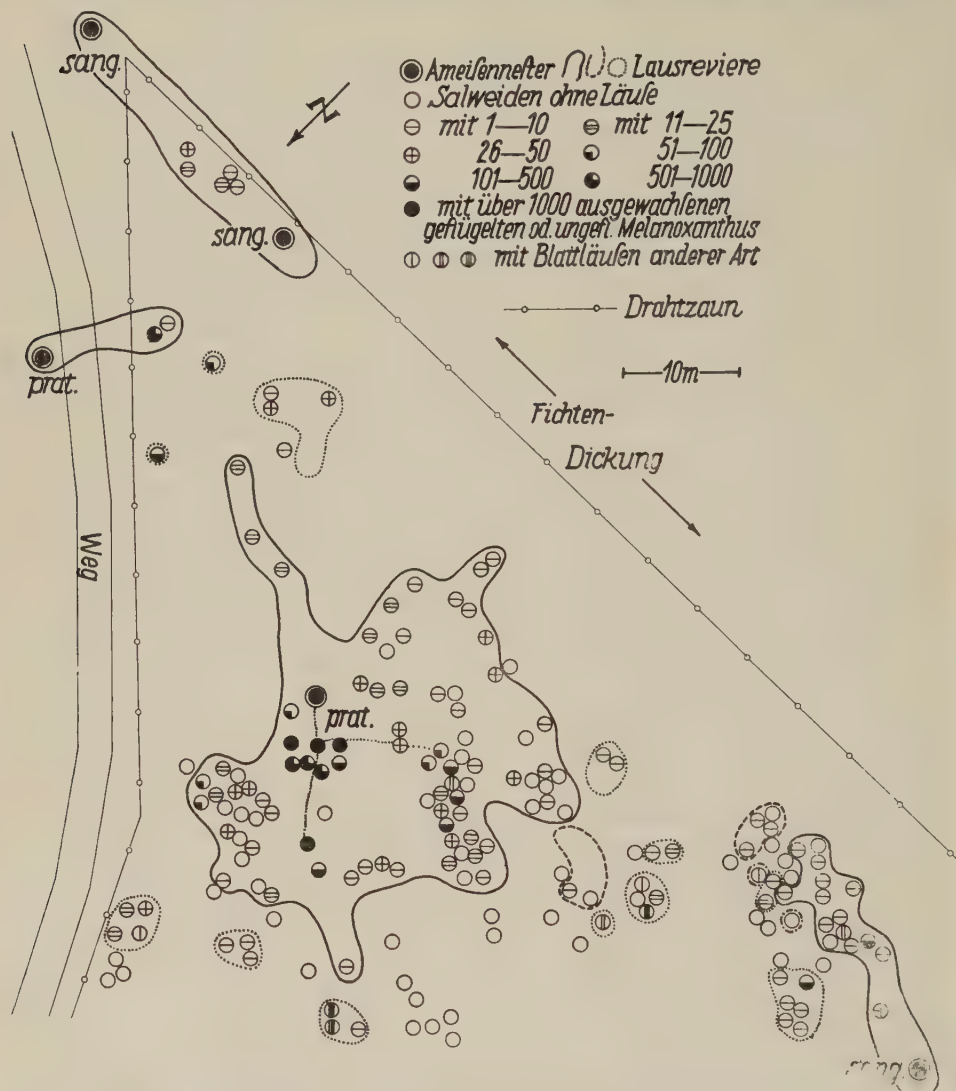 sang.
Ameisennester Lausreviere
Salweiden ohne Läuse
mit 1—10 mit 11—25
26—50 51—100
101—500 501—1000
mit über 1000 ausgewachsenen
geflügelten od. ungefl. Melanoxanthus
mit Blattläusen anderer Art
N
sang.
Drahtzaun
10m
prat.
Fichten-
Dickung
Weg
prat.